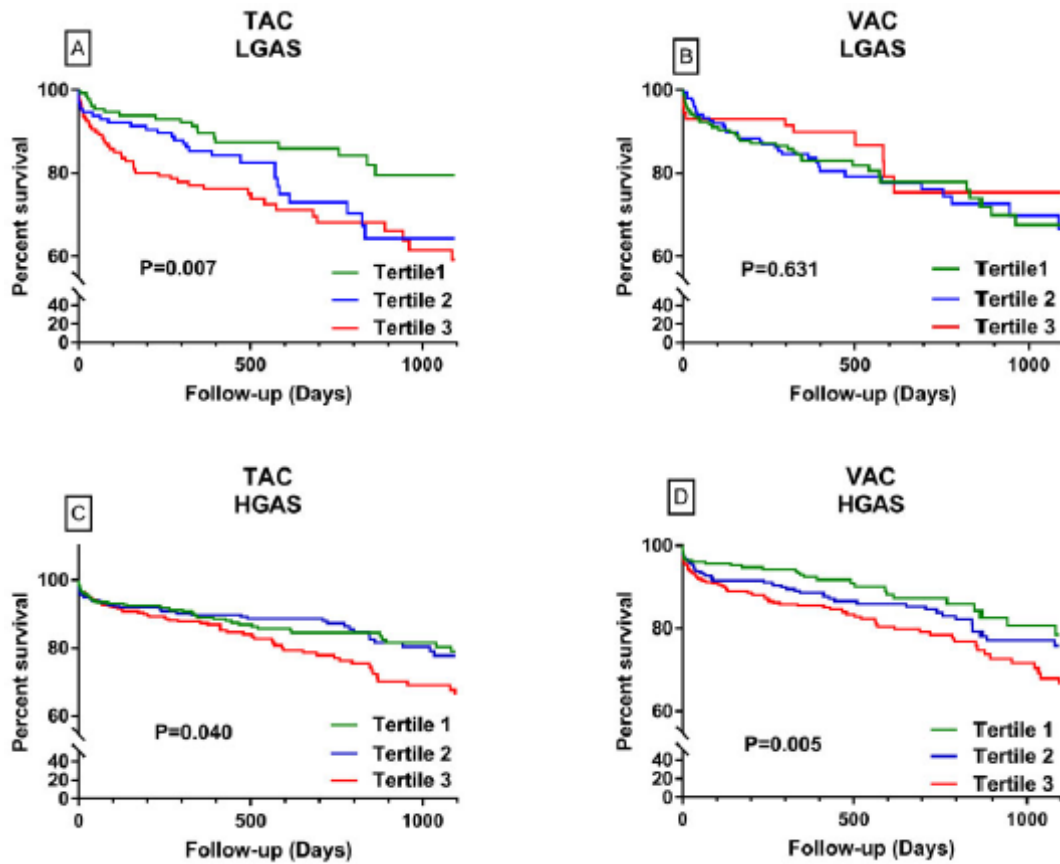 TAC
LGAS
A
100
80
60
40
20
0
Percent survival
P=0.007
Tertile1
Tertile 2
Tertile 3
0
500
1000
Follow-up (Days)
VAC
LGAS
B
100
80
60
40
20
0
Percent survival
P=0.631
Tertile1
Tertile 2
Tertile 3
0
500
1000
Follow-up (Days)
TAC
HGAS
C
100
80
60
40
20
0
Percent survival
P=0.040
Tertile 1
Tertile 2
Tertile 3
0
500
1000
Follow-up (Days)
VAC
HGAS
D
100
80
60
40
20
0
Percent survival
P=0.005
Tertile 1
Tertile 2
Tertile 3
0
500
1000
Follow-up (Days)